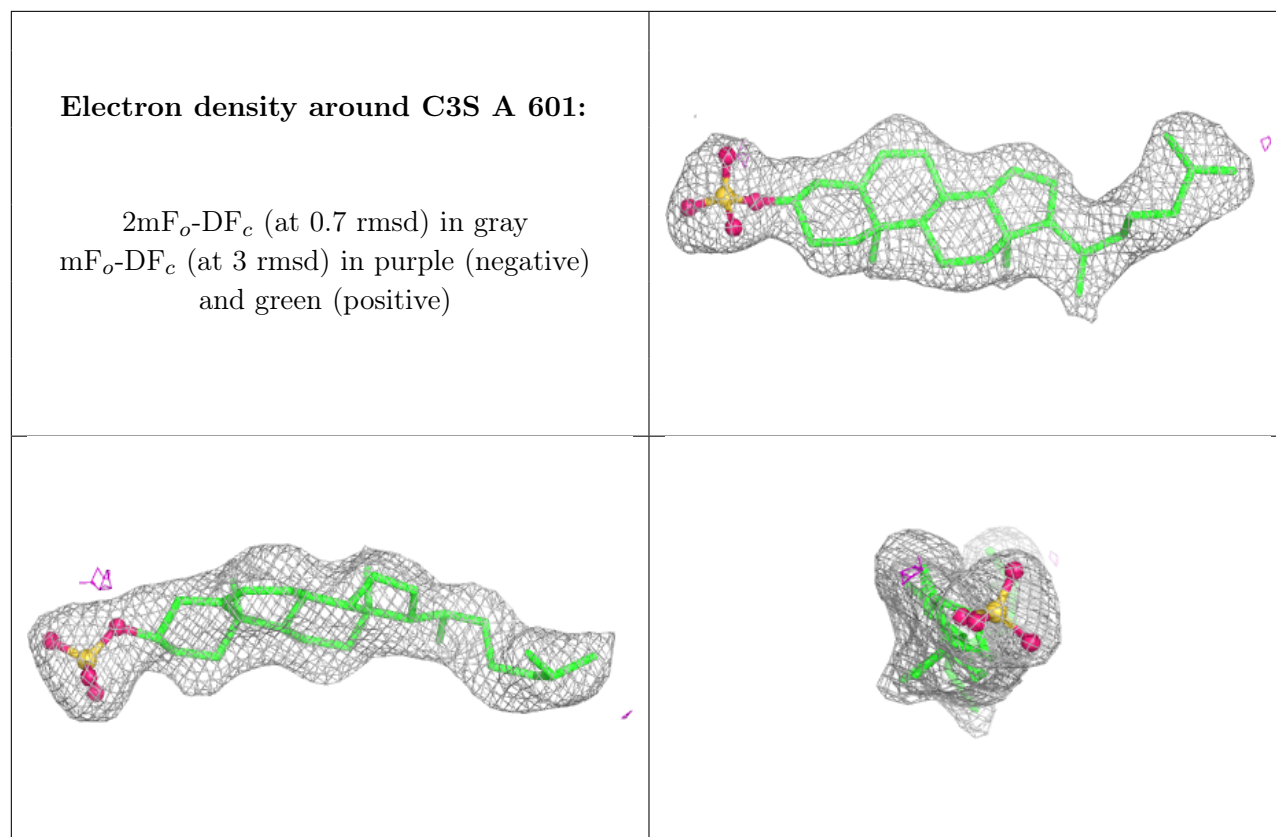 Electron density around C3S A 601:
2mFo-DFc (at 0.7 rmsd) in gray
mFo-DFc (at 3 rmsd) in purple (negative)
and green (positive)